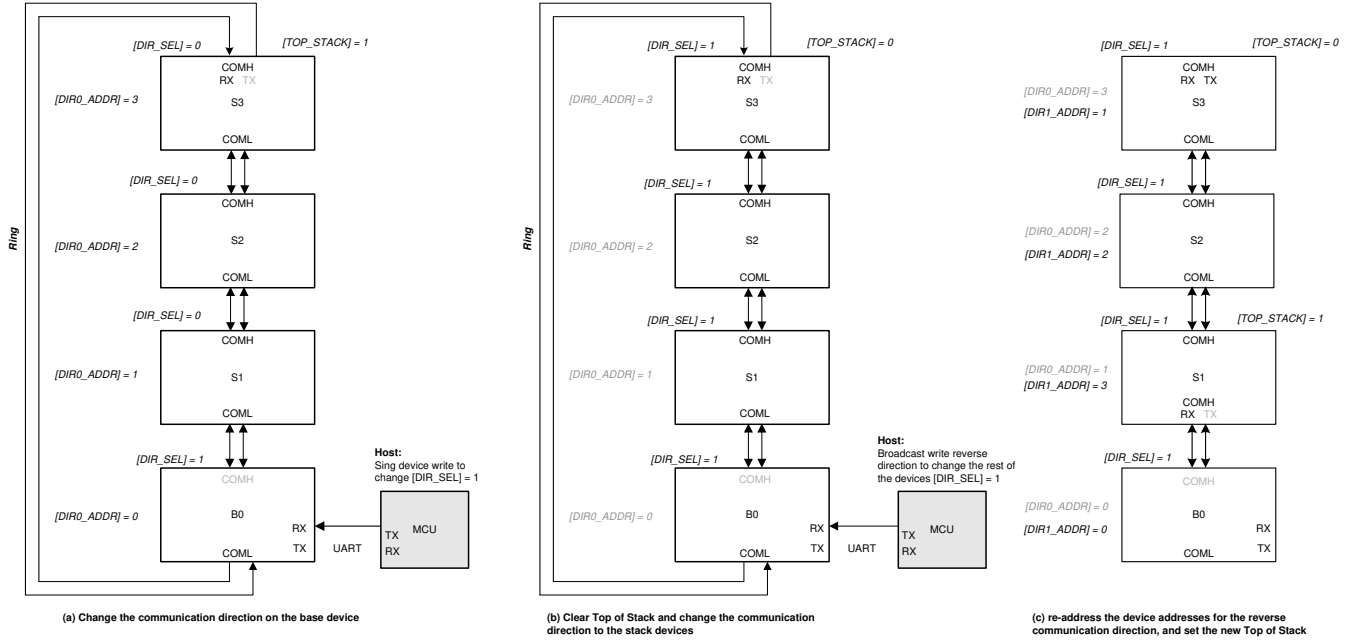 [DIR_SEL] = 0
[TOP_STACK] = 1
COMH
RX TX
[DIR0_ADDR] = 3
S3
COML
[DIR_SEL] = 0
COMH
Ring
[DIR0_ADDR] = 2
S2
COML
[DIR_SEL] = 0
COMH
[DIR0_ADDR] = 1
S1
COML
[DIR_SEL] = 1
Host:
Sing device write to
change [DIR_SEL] = 1
COMH
[DIR0_ADDR] = 0
B0
RX
TX
COML
UART
TX
MCU
RX
(a) Change the communication direction on the base device
[DIR_SEL] = 1
[TOP_STACK] = 0
COMH
RX TX
[DIR0_ADDR] = 3
S3
COML
[DIR_SEL] = 1
COMH
Ring
[DIR0_ADDR] = 2
S2
COML
[DIR_SEL] = 1
COMH
[DIR0_ADDR] = 1
S1
COML
[DIR_SEL] = 1
Host:
Broadcast write reverse
direction to change the rest of
the devices [DIR_SEL] = 1
COMH
[DIR0_ADDR] = 0
B0
RX
TX
COML
UART
TX
MCU
RX
(b) Clear Top of Stack and change the communication
direction to the stack devices
[DIR_SEL] = 1
[TOP_STACK] = 0
COMH
RX TX
[DIR0_ADDR] = 3
[DIR1_ADDR] = 1
S3
COML
[DIR_SEL] = 1
COMH
[DIR0_ADDR] = 2
[DIR1_ADDR] = 2
S2
COML
[DIR_SEL] = 1
[TOP_STACK] = 1
COMH
[DIR0_ADDR] = 1
[DIR1_ADDR] = 3
S1
COMH
RX TX
[DIR_SEL] = 1
COMH
[DIR0_ADDR] = 0
[DIR1_ADDR] = 0
B0
RX
TX
COML
(c) re-address the device addresses for the reverse
communication direction, and set the new Top of Stack